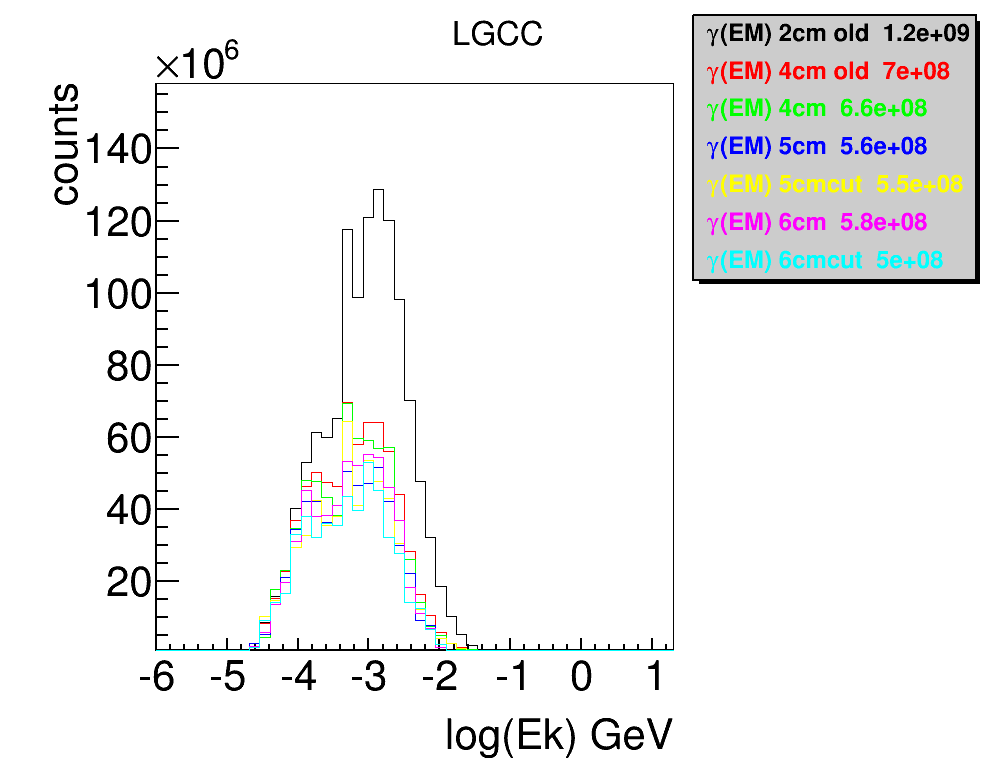 LGCC
×10⁶
counts
140
120
100
80
60
40
20
-6 -5 -4 -3 -2 -1 0 1
log(Ek) GeV
γ(EM) 2cm old 1.2e+09
γ(EM) 4cm old 7e+08
γ(EM) 4cm 6.6e+08
γ(EM) 5cm 5.6e+08
γ(EM) 5cmcut 5.5e+08
γ(EM) 6cm 5.8e+08
γ(EM) 6cmcut 5e+08